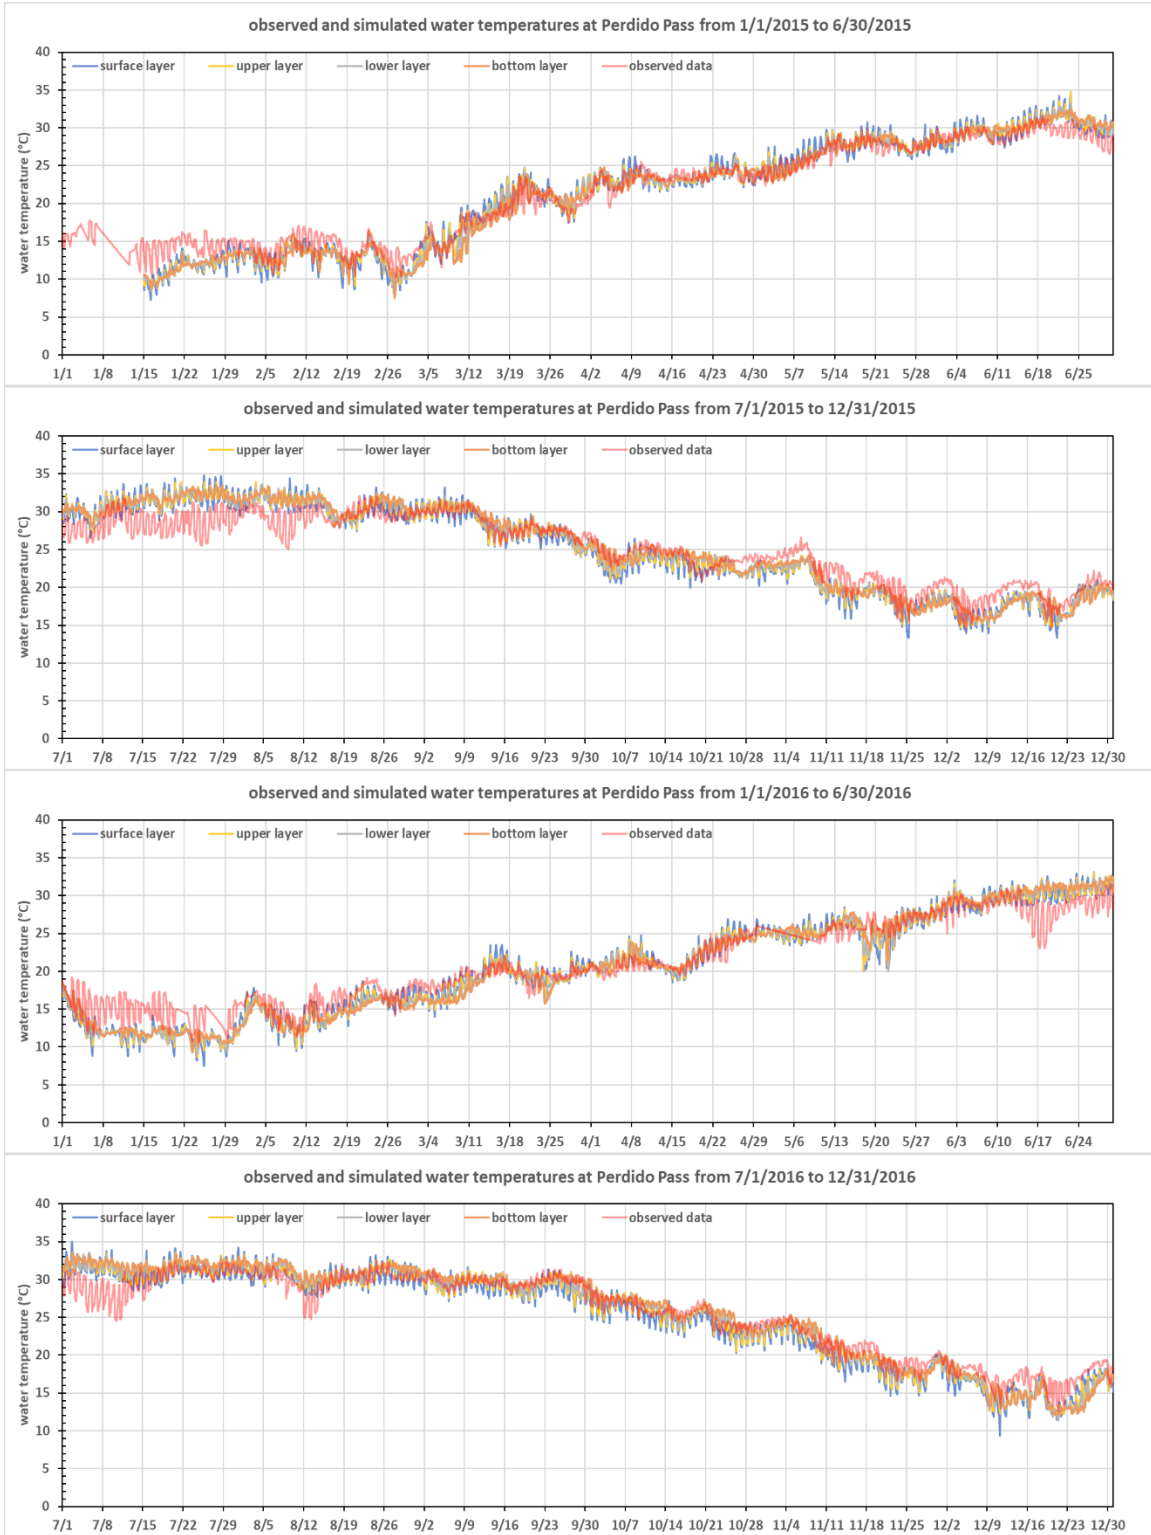 observed and simulated water temperatures at Perdido Pass from 1/1/2015 to 6/30/2015
surface layer upper layer lower layer bottom layer observed data
water temperature (°C)
40
35
30
25
20
15
10
5
0
1/1 1/8 1/15 1/22 1/29 2/5 2/12 2/19 2/26 3/5 3/12 3/19 3/26 4/2 4/9 4/16 4/23 4/30 5/7 5/14 5/21 5/28 6/4 6/11 6/18 6/25
observed and simulated water temperatures at Perdido Pass from 7/1/2015 to 12/31/2015
surface layer upper layer lower layer bottom layer observed data
water temperature (°C)
40
35
30
25
20
15
10
5
0
7/1 7/8 7/15 7/22 7/29 8/5 8/12 8/19 8/26 9/2 9/9 9/16 9/23 9/30 10/7 10/14 10/21 10/28 11/4 11/11 11/18 11/25 12/2 12/9 12/16 12/23 12/30
observed and simulated water temperatures at Perdido Pass from 1/1/2016 to 6/30/2016
surface layer upper layer lower layer bottom layer observed data
water temperature (°C)
40
35
30
25
20
15
10
5
0
1/1 1/8 1/15 1/22 1/29 2/5 2/12 2/19 2/26 3/4 3/11 3/18 3/25 4/1 4/8 4/15 4/22 4/29 5/6 5/13 5/20 5/27 6/3 6/10 6/17 6/24
observed and simulated water temperatures at Perdido Pass from 7/1/2016 to 12/31/2016
surface layer upper layer lower layer bottom layer observed data
water temperature (°C)
40
35
30
25
20
15
10
5
0
7/1 7/8 7/15 7/22 7/29 8/5 8/12 8/19 8/26 9/2 9/9 9/16 9/23 9/30 10/7 10/14 10/21 10/28 11/4 11/11 11/18 11/25 12/2 12/9 12/16 12/23 12/30